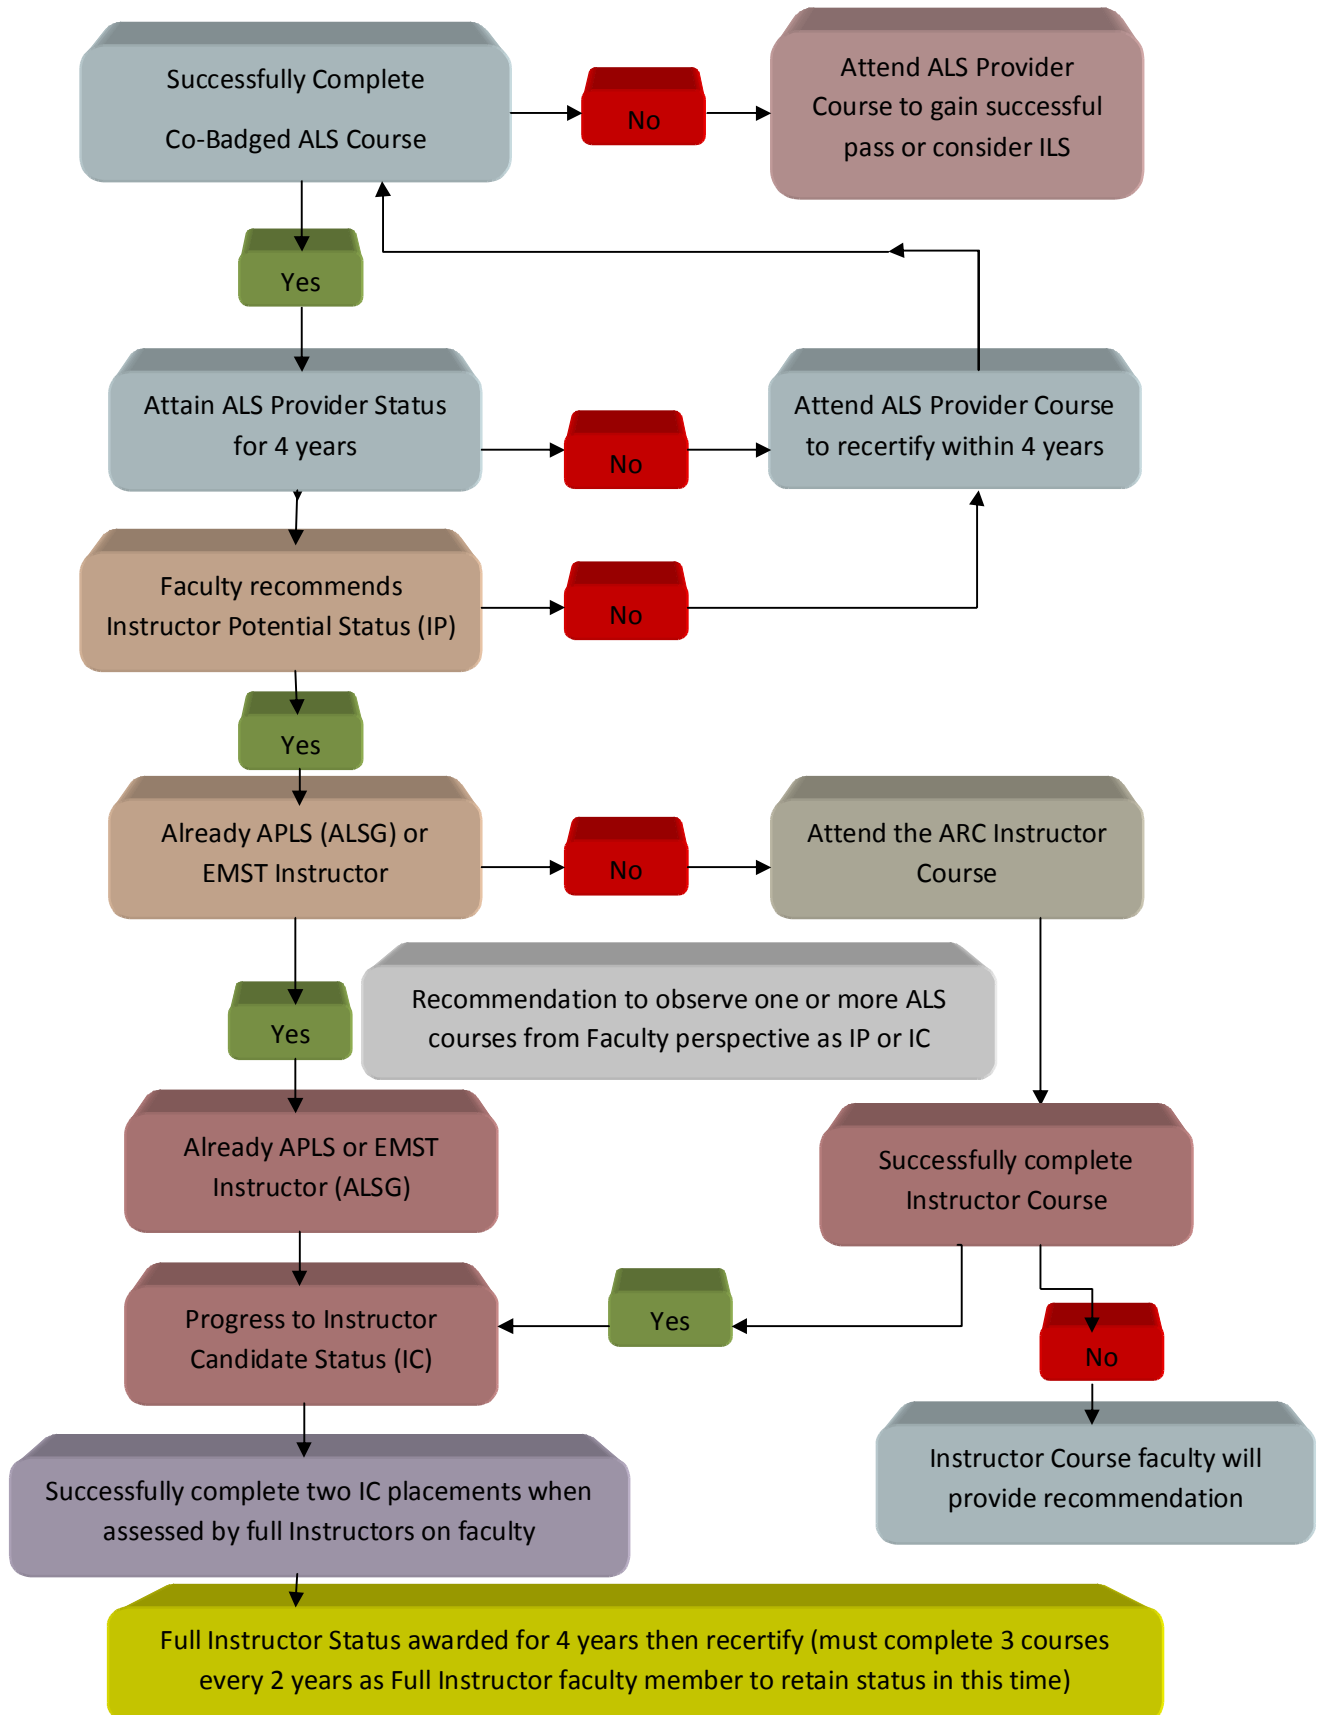 Successfully Complete
Co-Badged ALS Course
No
Attend ALS Provider
Course to gain successful
pass or consider ILS
Yes
Attain ALS Provider Status
for 4 years
No
Attend ALS Provider Course
to recertify within 4 years
Faculty recommends
Instructor Potential Status (IP)
No
Yes
Already APLS (ALSG) or
EMST Instructor
No
Attend the ARC Instructor
Course
Yes
Recommendation to observe one or more ALS
courses from Faculty perspective as IP or IC
Already APLS or EMST
Instructor (ALSG)
Successfully complete
Instructor Course
Progress to Instructor
Candidate Status (IC)
Yes
No
Successfully complete two IC placements when
assessed by full Instructors on faculty
Instructor Course faculty will
provide recommendation
Full Instructor Status awarded for 4 years then recertify (must complete 3 courses
every 2 years as Full Instructor faculty member to retain status in this time)